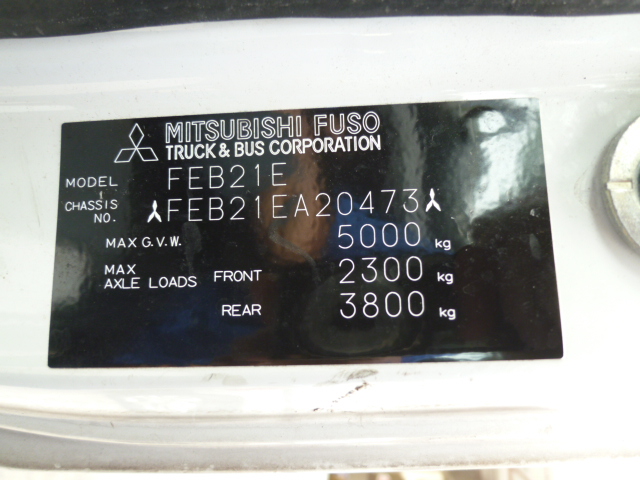 MITSUBISHI FUSO
TRUCK & BUS CORPORATION
MODEL FEB21E
CHASSIS NO. FEB21EA20473
MAX G.V.W. 5000 kg
MAX AXLE LOADS FRONT 2300 kg
REAR 3800 kg